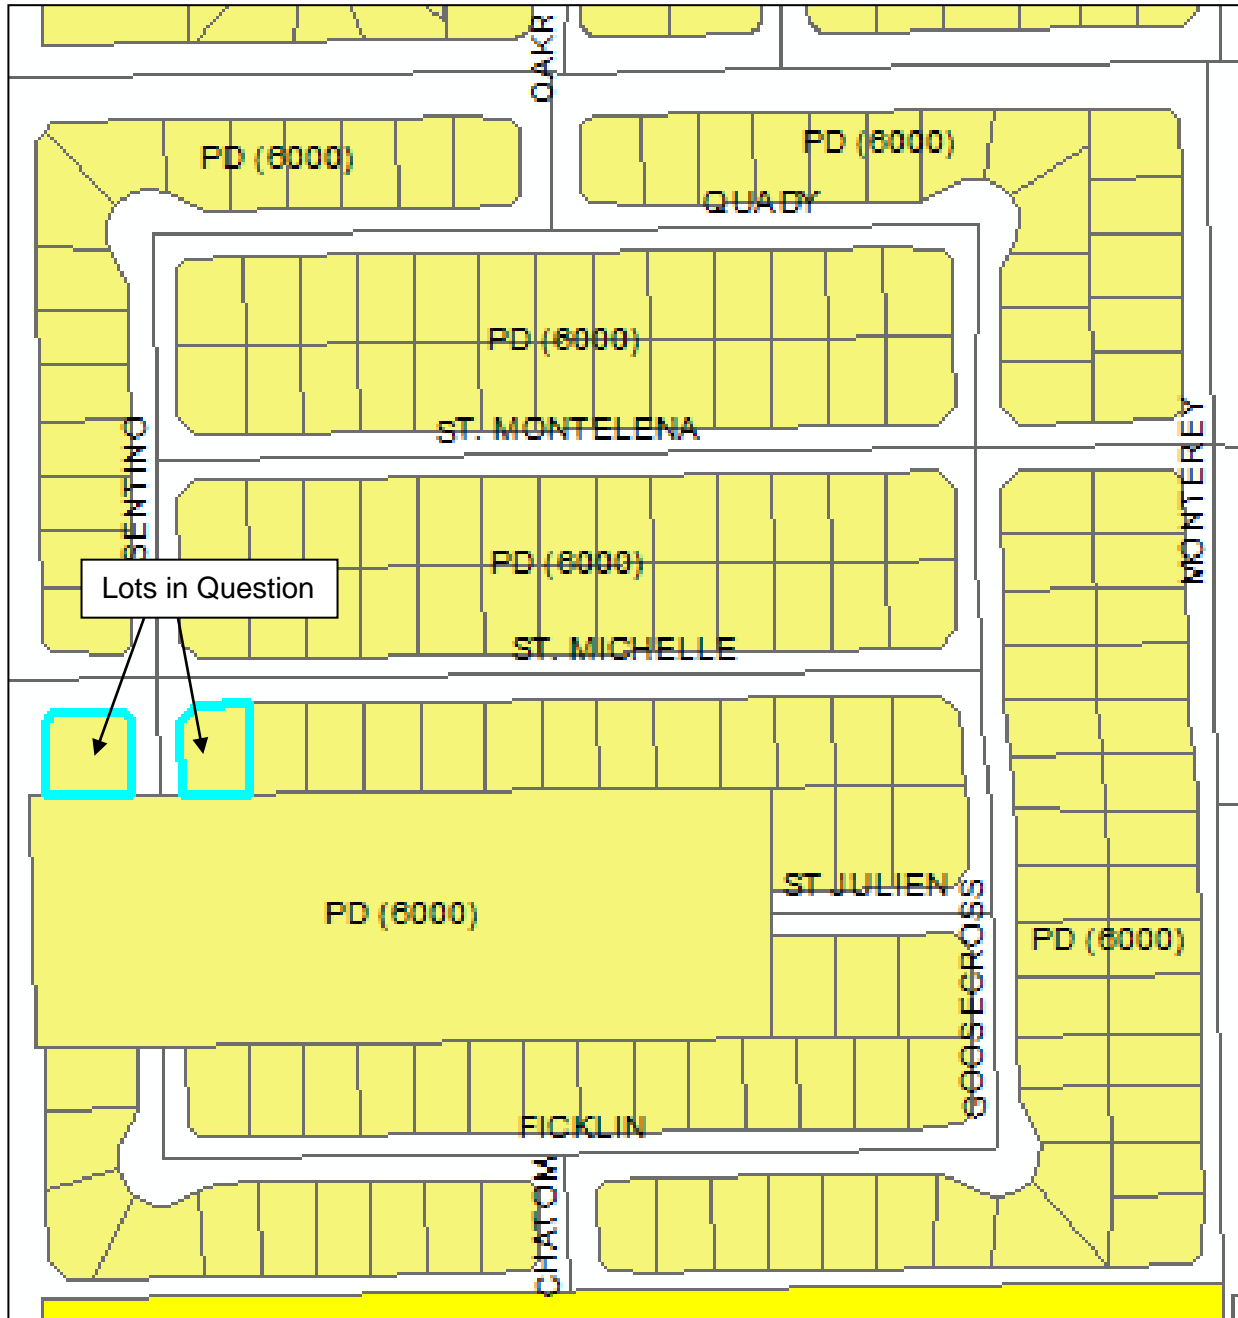 OAKR
PD (6000)
PD (6000)
QUADY
PD (6000)
ST. MONTELENA
SENTINO
MONTEREY
PD (6000)
Lots in Question
ST. MICHELLE
ST JULIEN
PD (6000)
GOOSECROSS
PD (6000)
FICKLIN
CHATOM